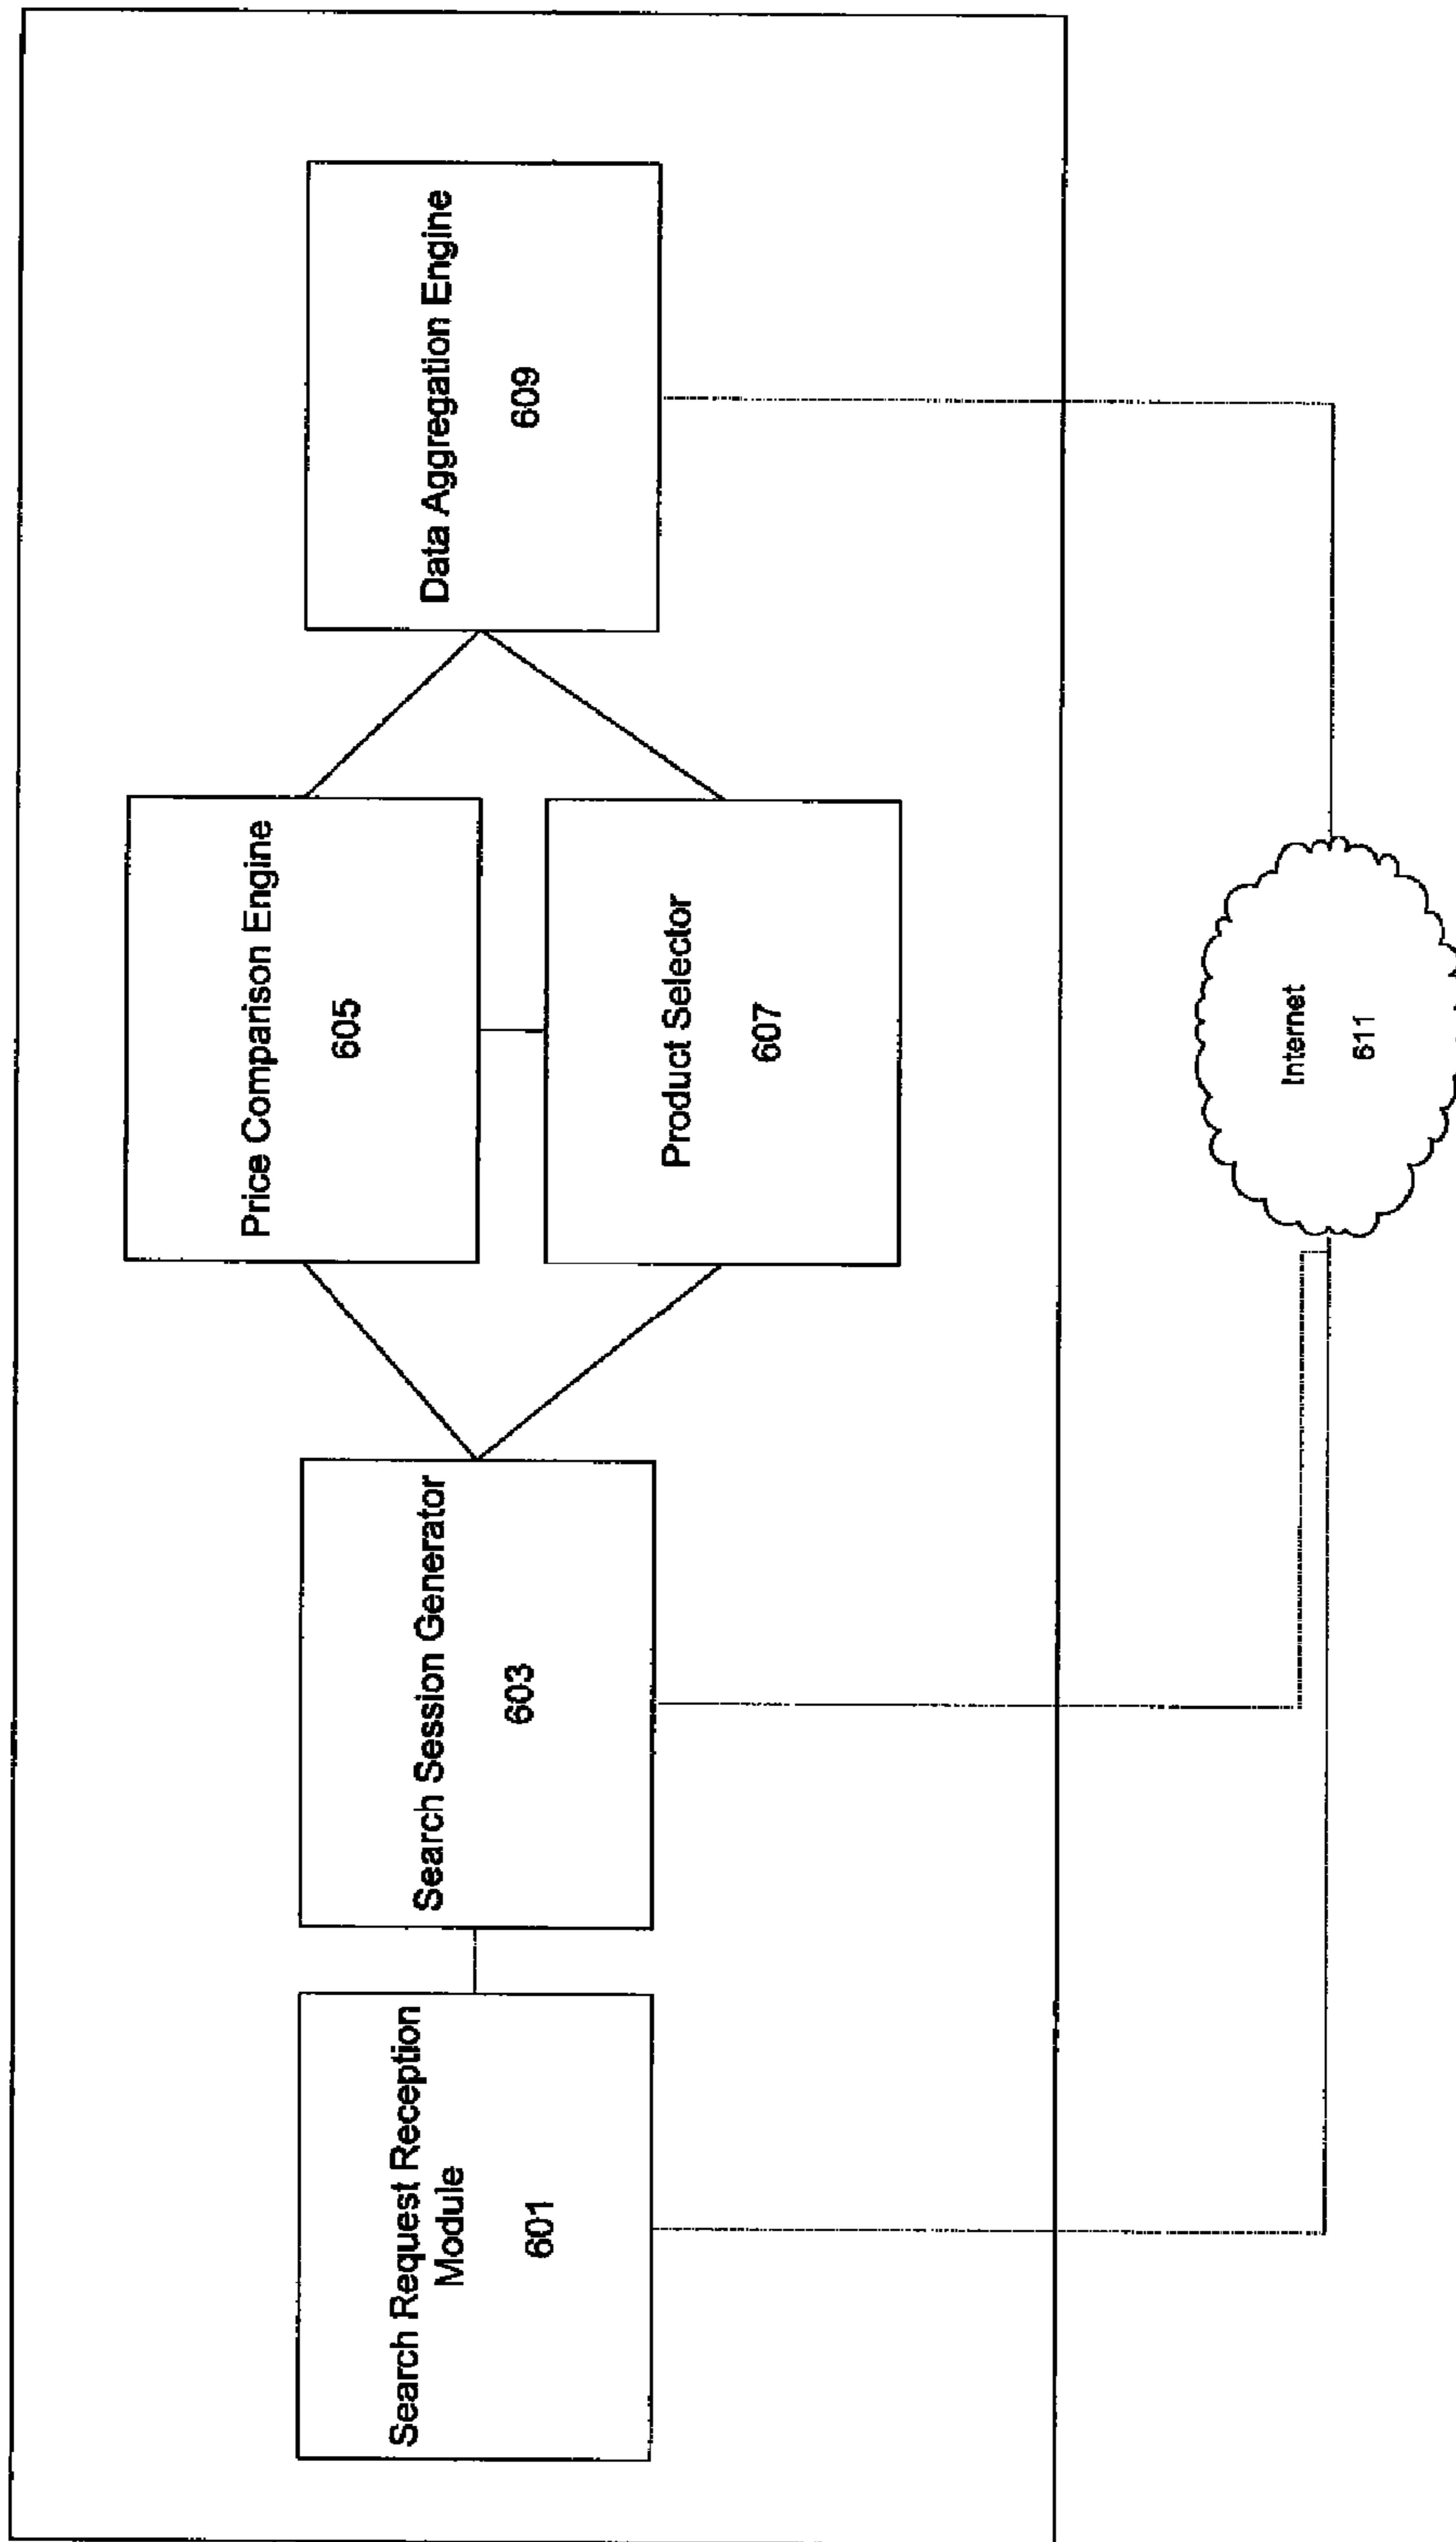 Search Request Reception
Module
601
Search Session Generator
603
Price Comparison Engine
605
Product Selector
607
Data Aggregation Engine
609
Internet
611